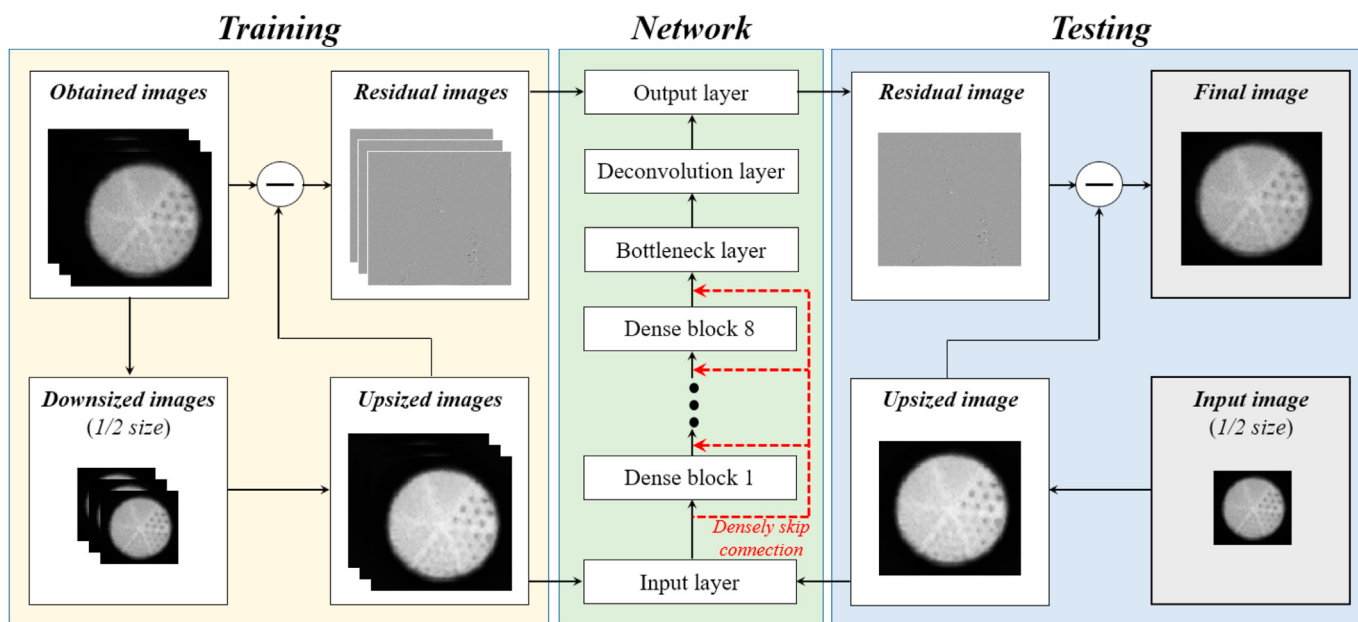 Training
Obtained images
Residual images
Downsized images
(1/2 size)
Upsized images
Network
Output layer
Deconvolution layer
Bottleneck layer
Dense block 8
Dense block 1
Densely skip
connection
Input layer
Testing
Residual image
Final image
Upsized image
Input image
(1/2 size)